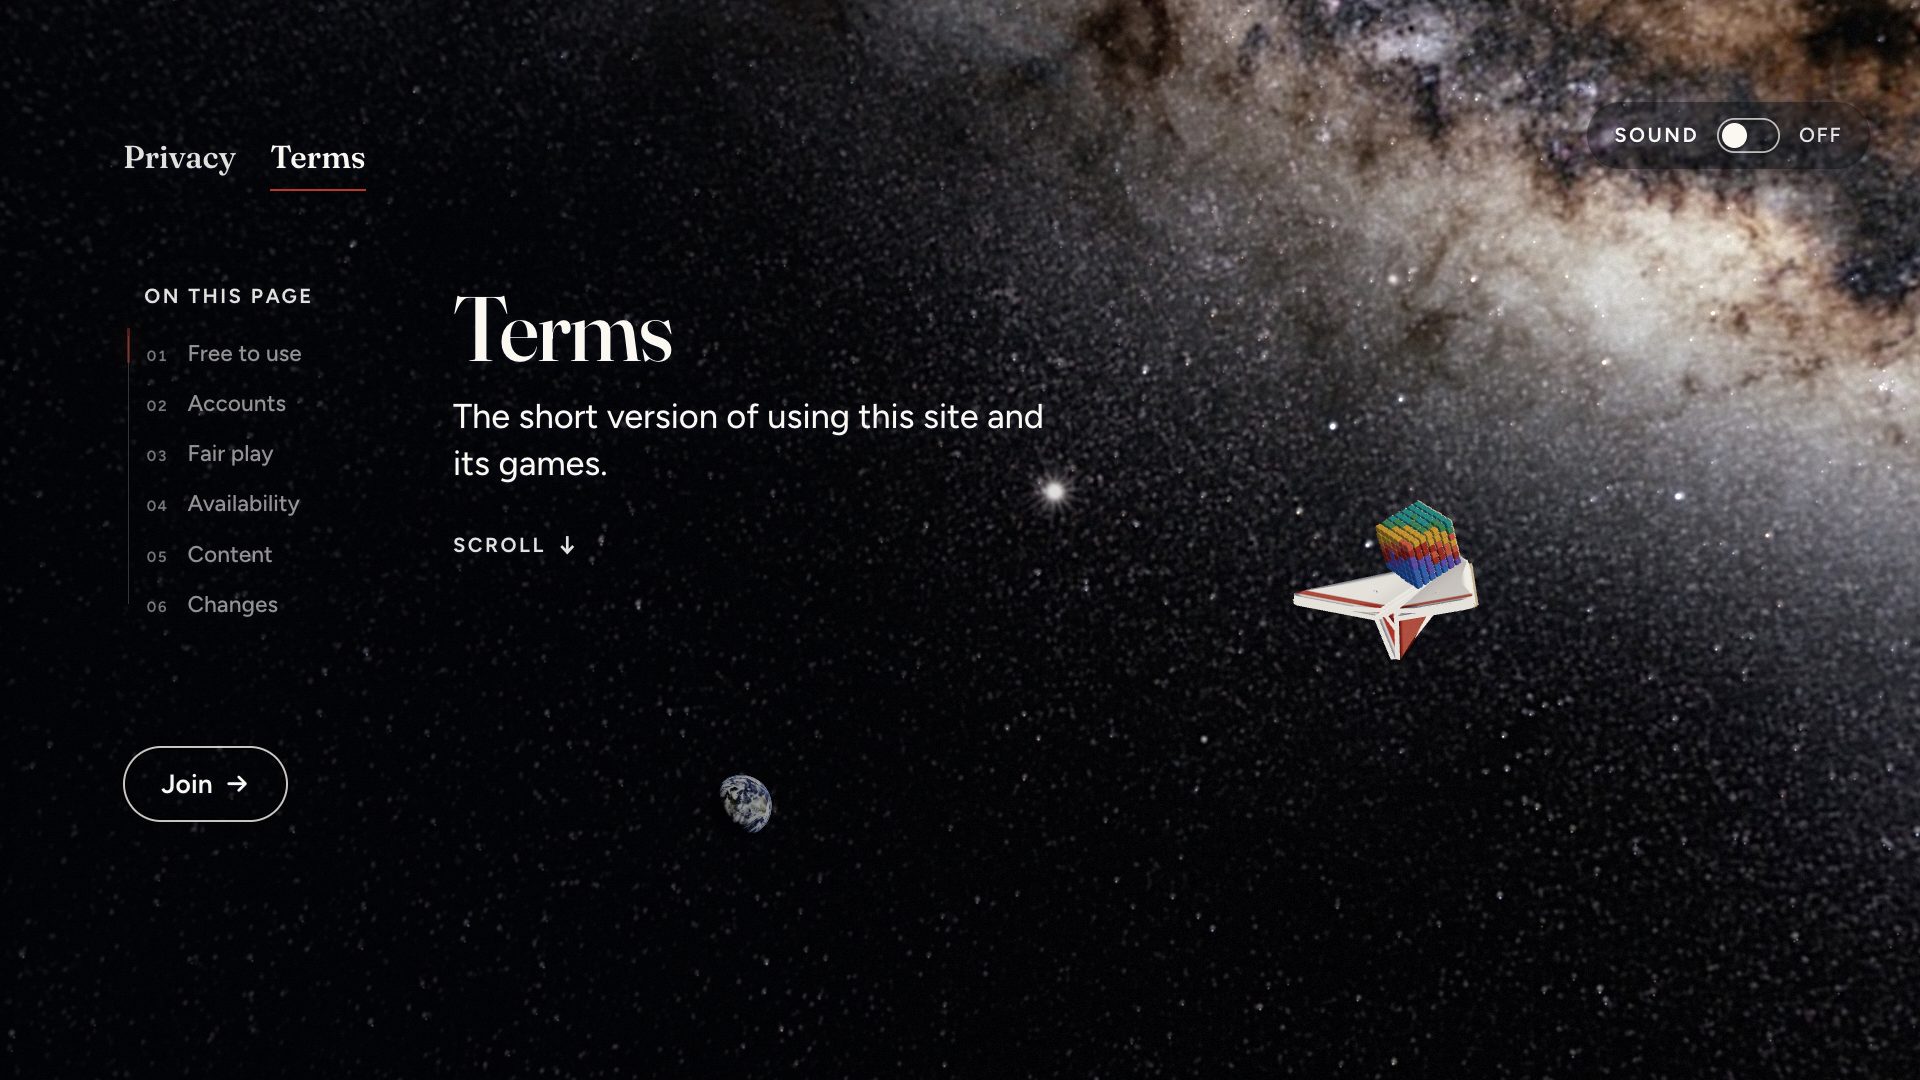 Privacy Terms
SOUND OFF
ON THIS PAGE
01 Free to use
02 Accounts
03 Fair play
04 Availability
05 Content
06 Changes
Terms
The short version of using this site and
its games.
SCROLL ↓
Join →